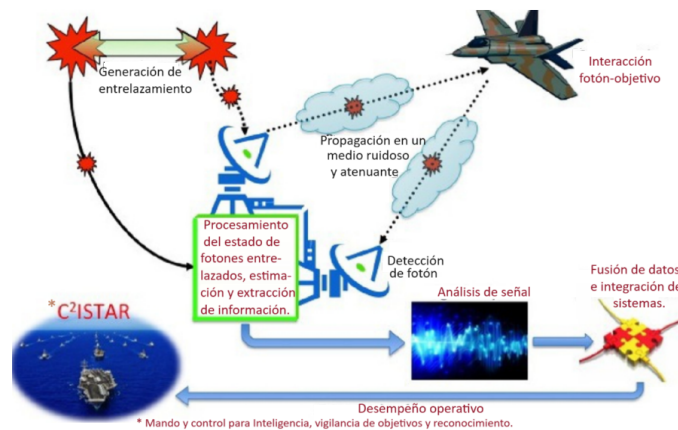 Generación de
entrelazamiento
Interacción
fotón-objetivo
Propagación en un
medio ruidoso
y atenuante
Procesamiento
del estado de
fotones entre-
lazados, estima-
ción y extracción
de información.
Detección
de fotón
Fusión de datos
e integración de
sistemas.
Análisis de señal
* C²ISTAR
Desempeño operativo
* Mando y control para Inteligencia, vigilancia de objetivos y reconocimiento.